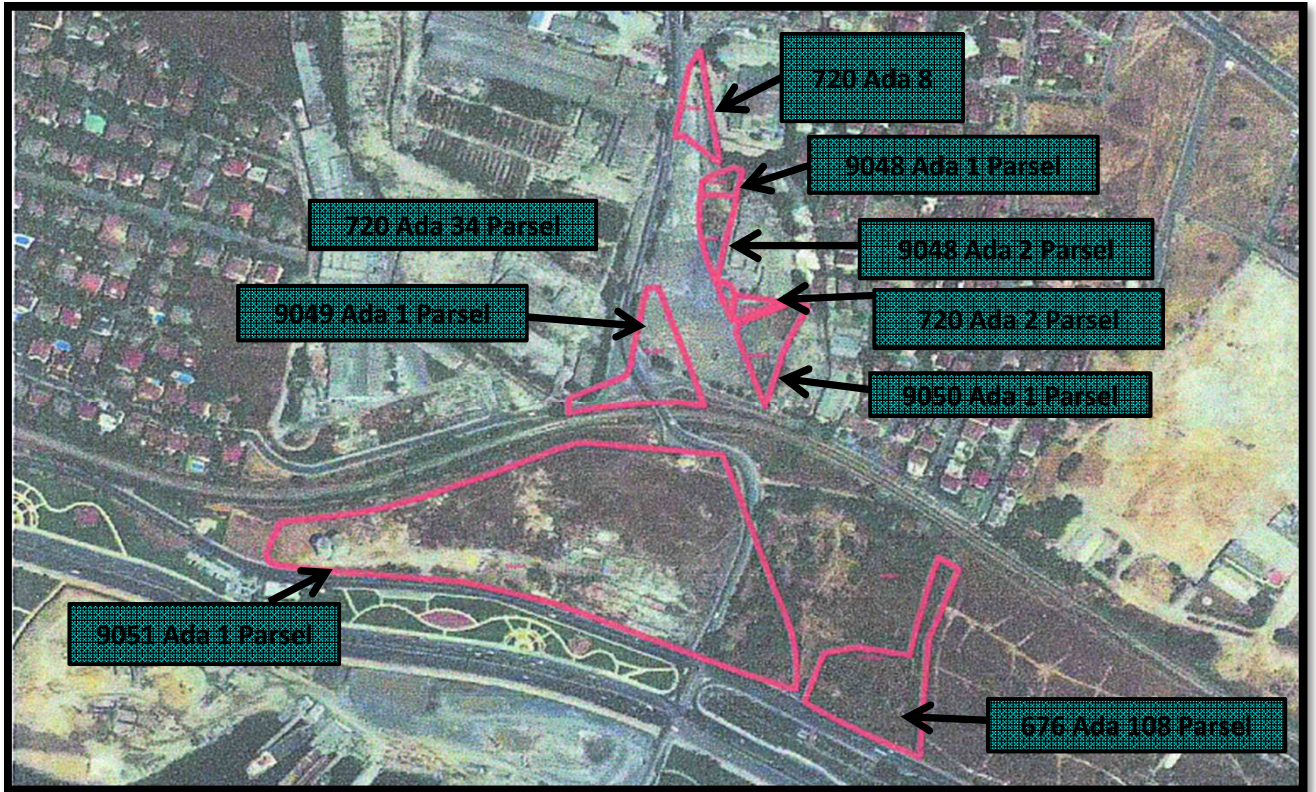 720 Ada 8
9048 Ada 1 Parsel
720 Ada 34 Parsel
9048 Ada 2 Parsel
9049 Ada 1 Parsel
720 Ada 2 Parsel
9050 Ada 1 Parsel
9051 Ada 1 Parsel
676 Ada 108 Parsel